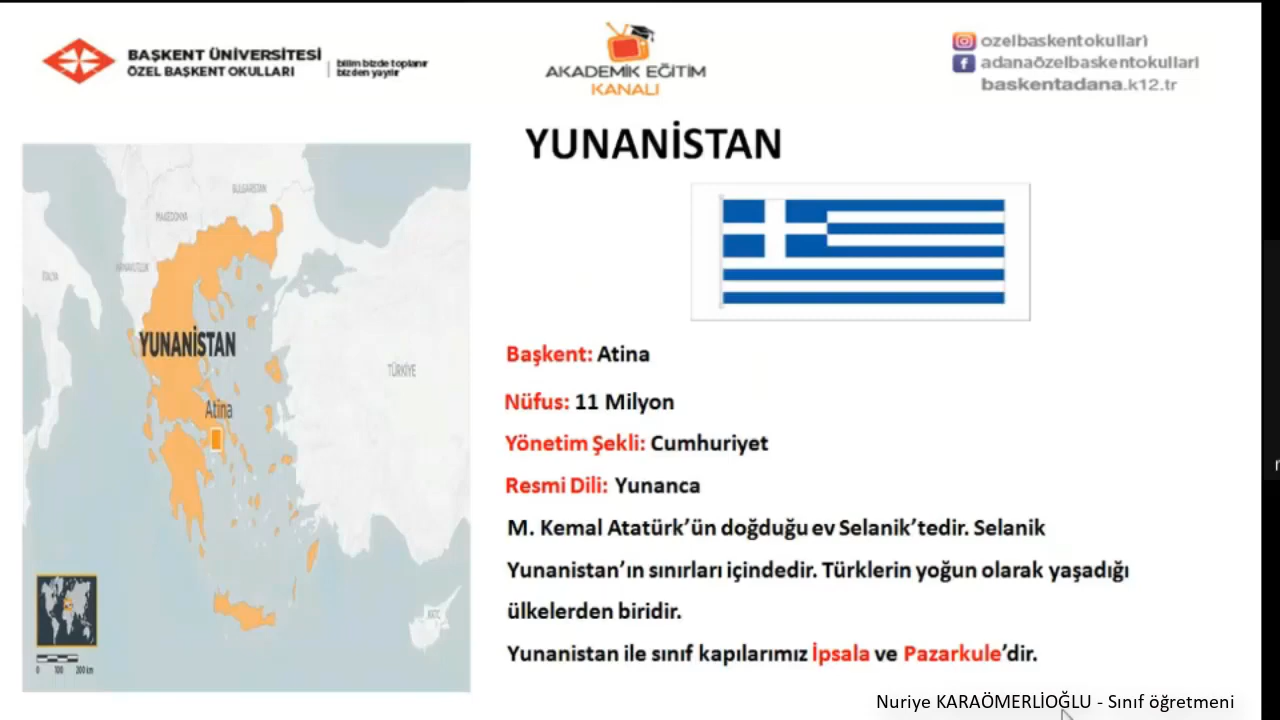 BAŞKENT ÜNİVERSİTESİ
ÖZEL BAŞKENT OKULLARI
bilim bizde toplanır
bizden yayılır
AKADEMİK EĞİTİM
KANALI
ozelbaskentokullari
adanaözelbaskentokullari
baskentadana.k12.tr
YUNANİSTAN
BULGARİSTAN
MAKEDONYA
ARNAVUTLUK
İTALYA
YUNANİSTAN
TÜRKİYE
Atina
KKTC
0 100 200 km
Başkent: Atina
Nüfus: 11 Milyon
Yönetim Şekli: Cumhuriyet
Resmi Dili: Yunanca
M. Kemal Atatürk’ün doğduğu ev Selanik’tedir. Selanik
Yunanistan’ın sınırları içindedir. Türklerin yoğun olarak yaşadığı
ülkelerden biridir.
Yunanistan ile sınıf kapılarımız İpsala ve Pazarkule’dir.
Nuriye KARAÖMERLİOĞLU - Sınıf öğretmeni